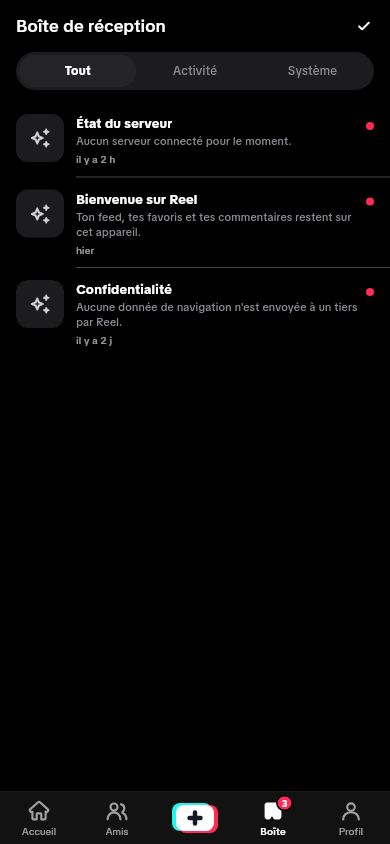 Boîte de réception
Tout
Activité
Système
État du serveur
Aucun serveur connecté pour le moment.
il y a 2 h
Bienvenue sur Reel
Ton feed, tes favoris et tes commentaires restent sur
cet appareil.
hier
Confidentialité
Aucune donnée de navigation n'est envoyée à un tiers
par Reel.
il y a 2 j
3
Accueil
Amis
Boîte
Profil